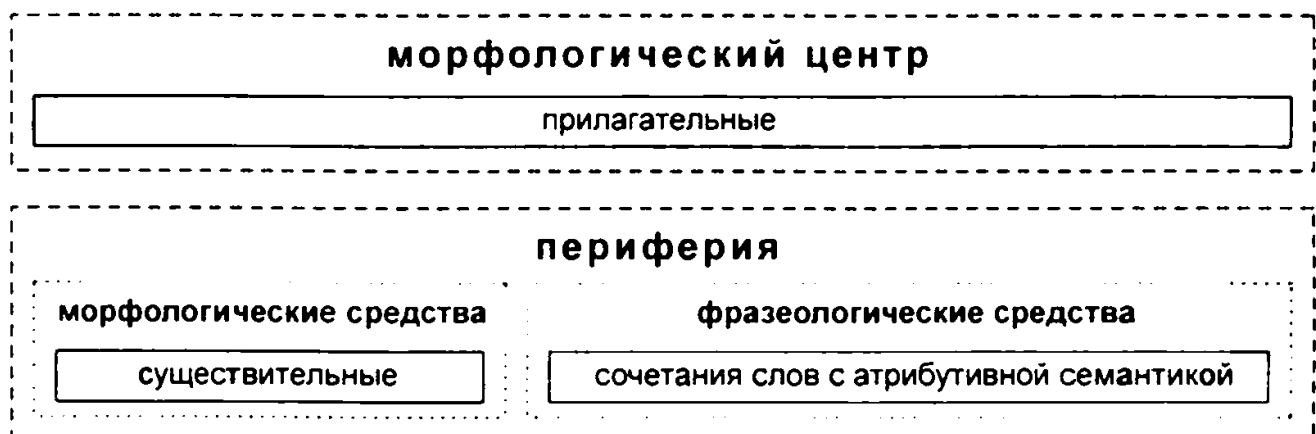 морфологический центр
прилагательные
периферия
морфологические средства
фразеологические средства
существительные
сочетания слов с атрибутивной семантикой